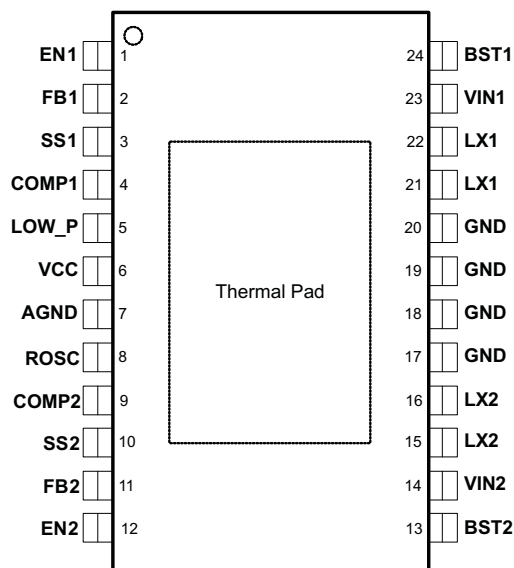 EN1 1 24 BST1
FB1 2 23 VIN1
SS1 3 22 LX1
COMP1 4 21 LX1
LOW_P 5 20 GND
VCC 6 19 GND
Thermal Pad
AGND 7 18 GND
ROSC 8 17 GND
COMP2 9 16 LX2
SS2 10 15 LX2
FB2 11 14 VIN2
EN2 12 13 BST2